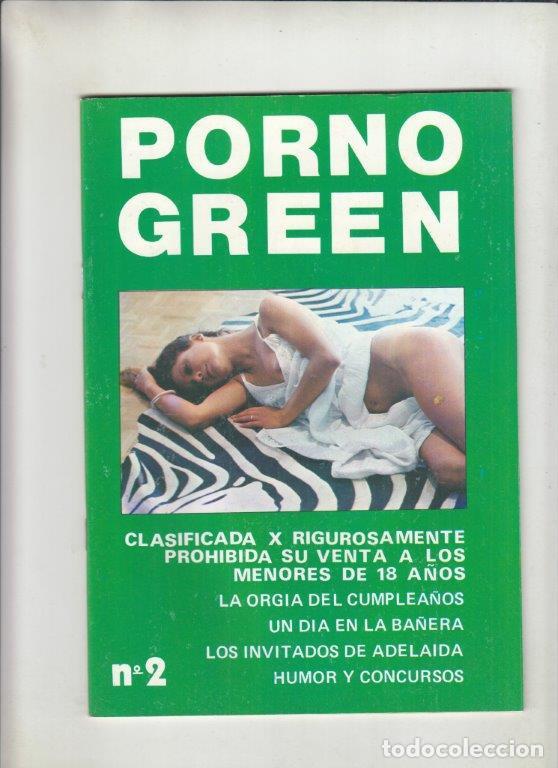 PORNO
GREEN
CLASIFICADA X RIGUROSAMENTE
PROHIBIDA SU VENTA A LOS
MENORES DE 18 AÑOS
LA ORGIA DEL CUMPLEAÑOS
UN DIA EN LA BAÑERA
LOS INVITADOS DE ADELAIDA
HUMOR Y CONCURSOS
nº2
todocoleccion